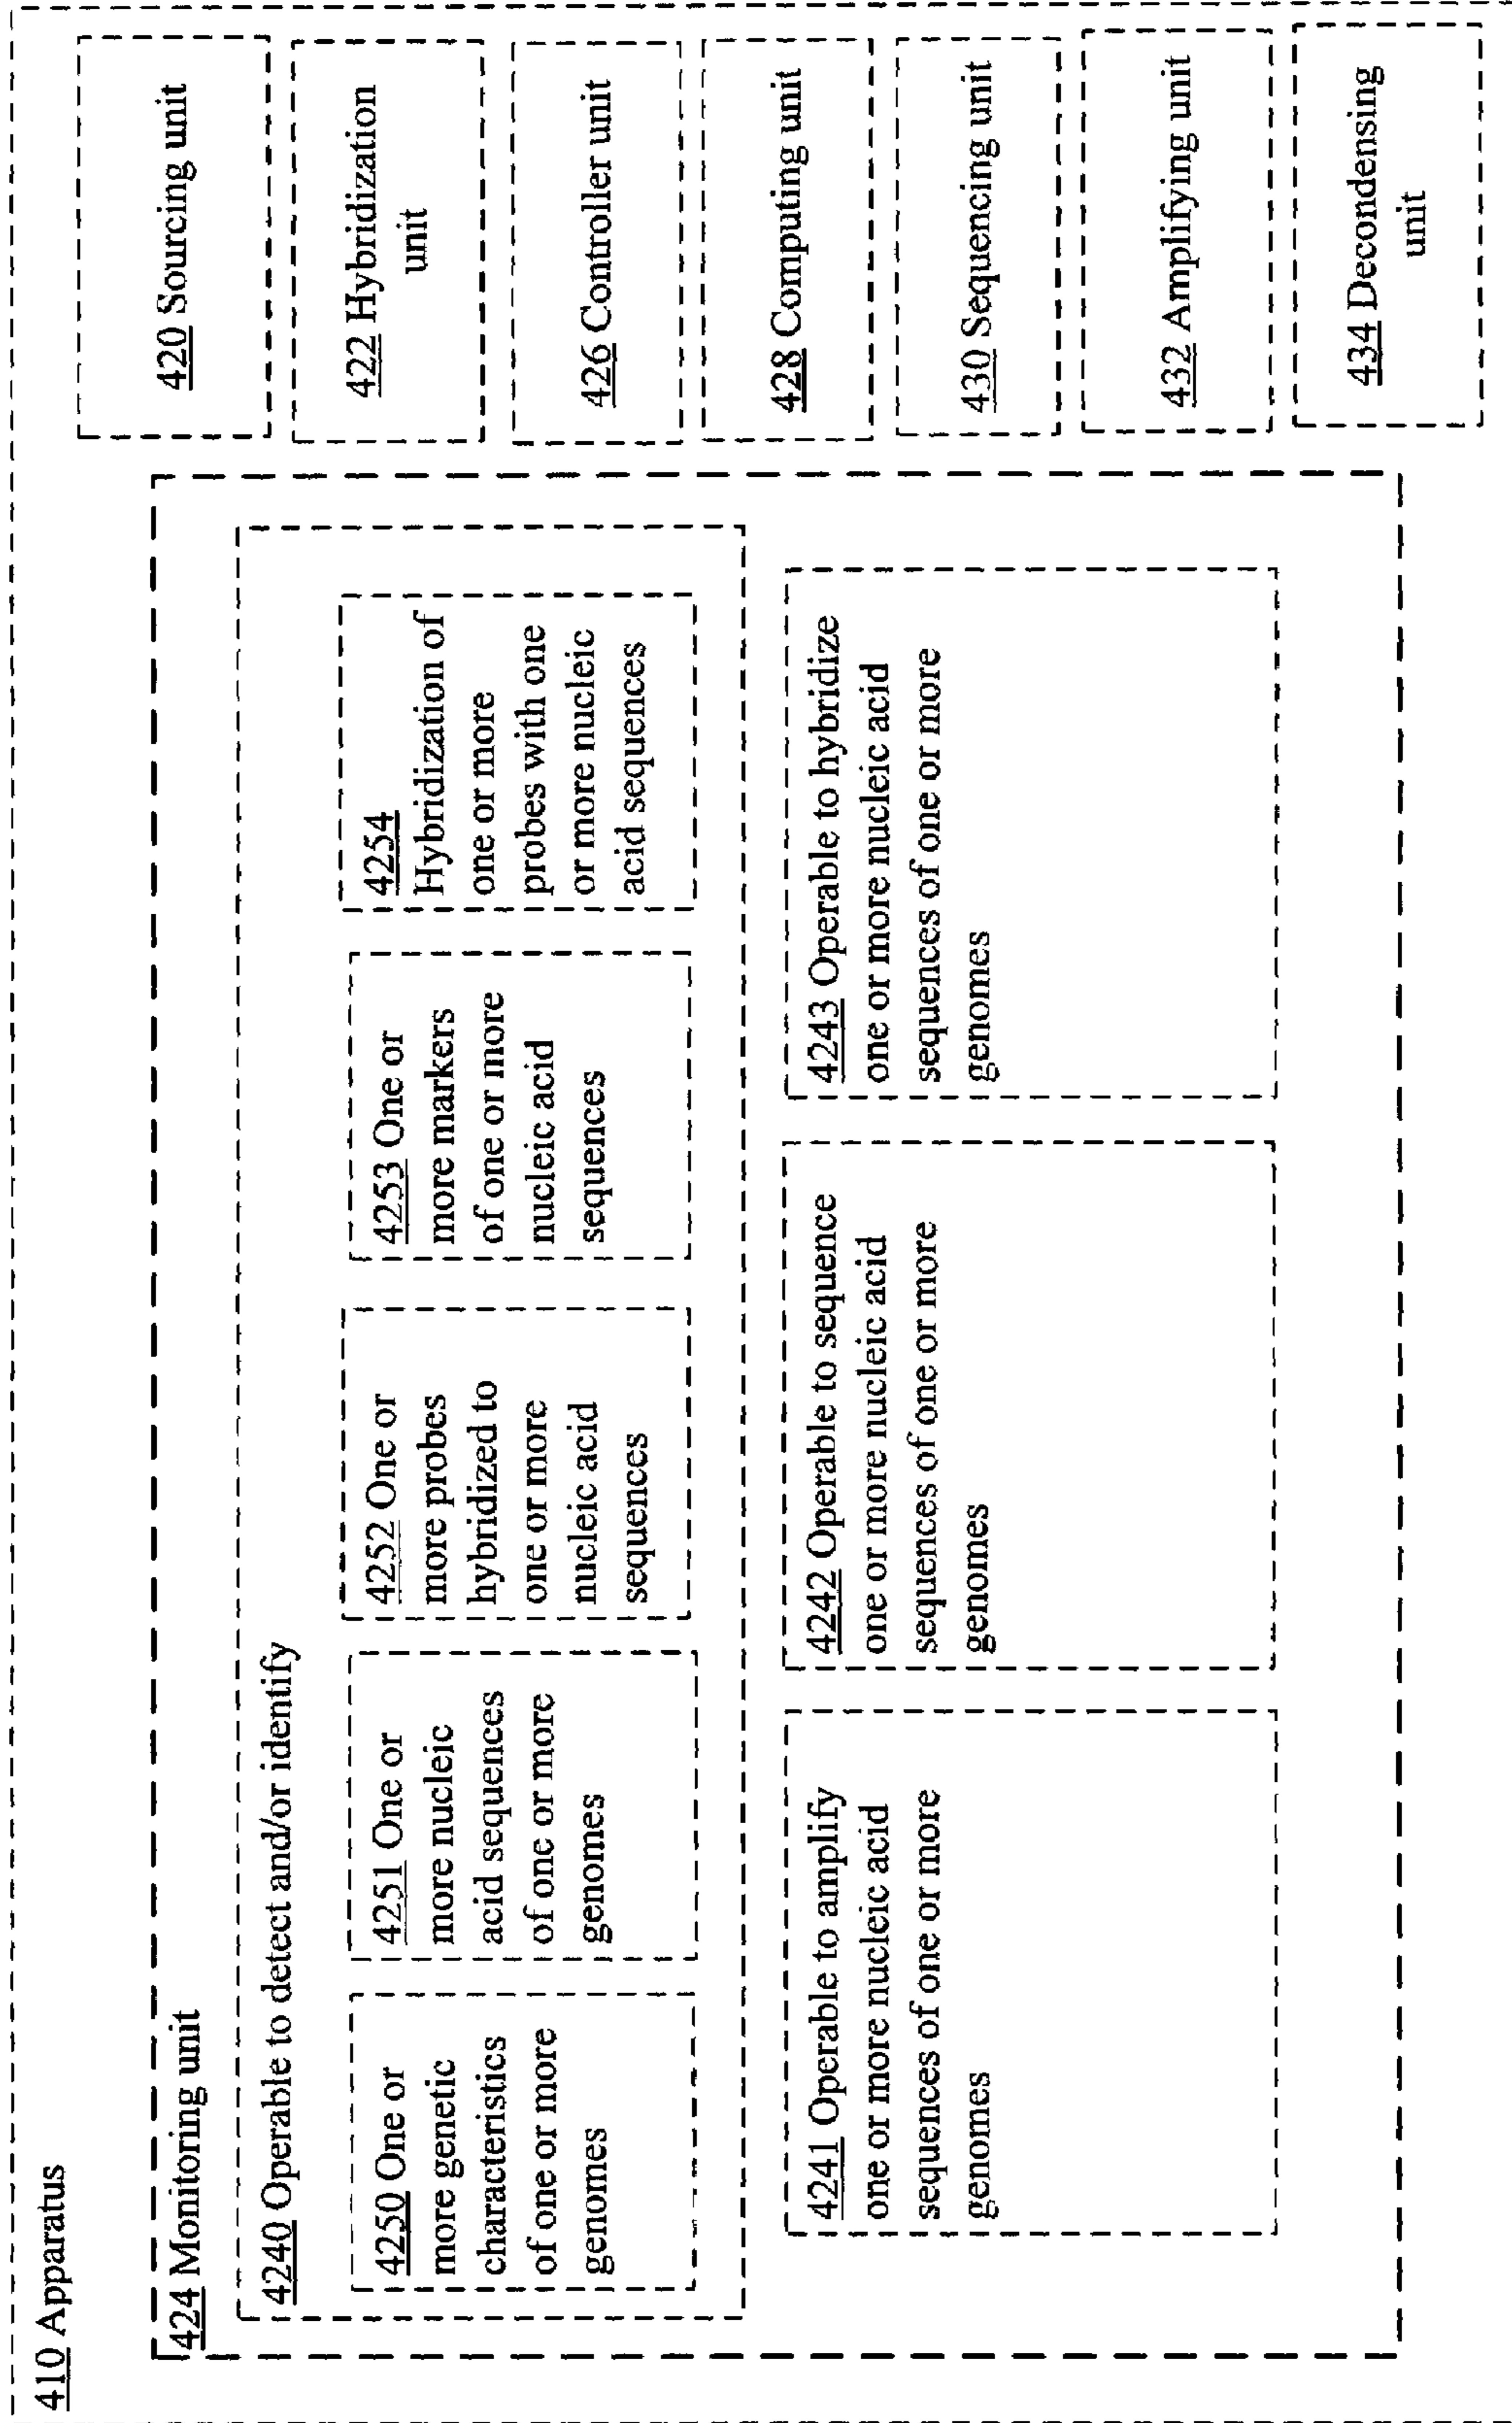 410 Apparatus
424 Monitoring unit
4240 Operable to detect and/or identify
4250 One or
more genetic
characteristics
of one or more
genomes
4251 One or
more nucleic
acid sequences
of one or more
genomes
4252 One or
more probes
hybridized to
one or more
nucleic acid
sequences
4253 One or
more markers
of one or more
nucleic acid
sequences
4254
Hybridization of
one or more
probes with one
or more nucleic
acid sequences
4241 Operable to amplify
one or more nucleic acid
sequences of one or more
genomes
4242 Operable to sequence
one or more nucleic acid
sequences of one or more
genomes
4243 Operable to hybridize
one or more nucleic acid
sequences of one or more
genomes
420 Sourcing unit
422 Hybridization
unit
426 Controller unit
428 Computing unit
430 Sequencing unit
432 Amplifying unit
434 Decondensing
unit